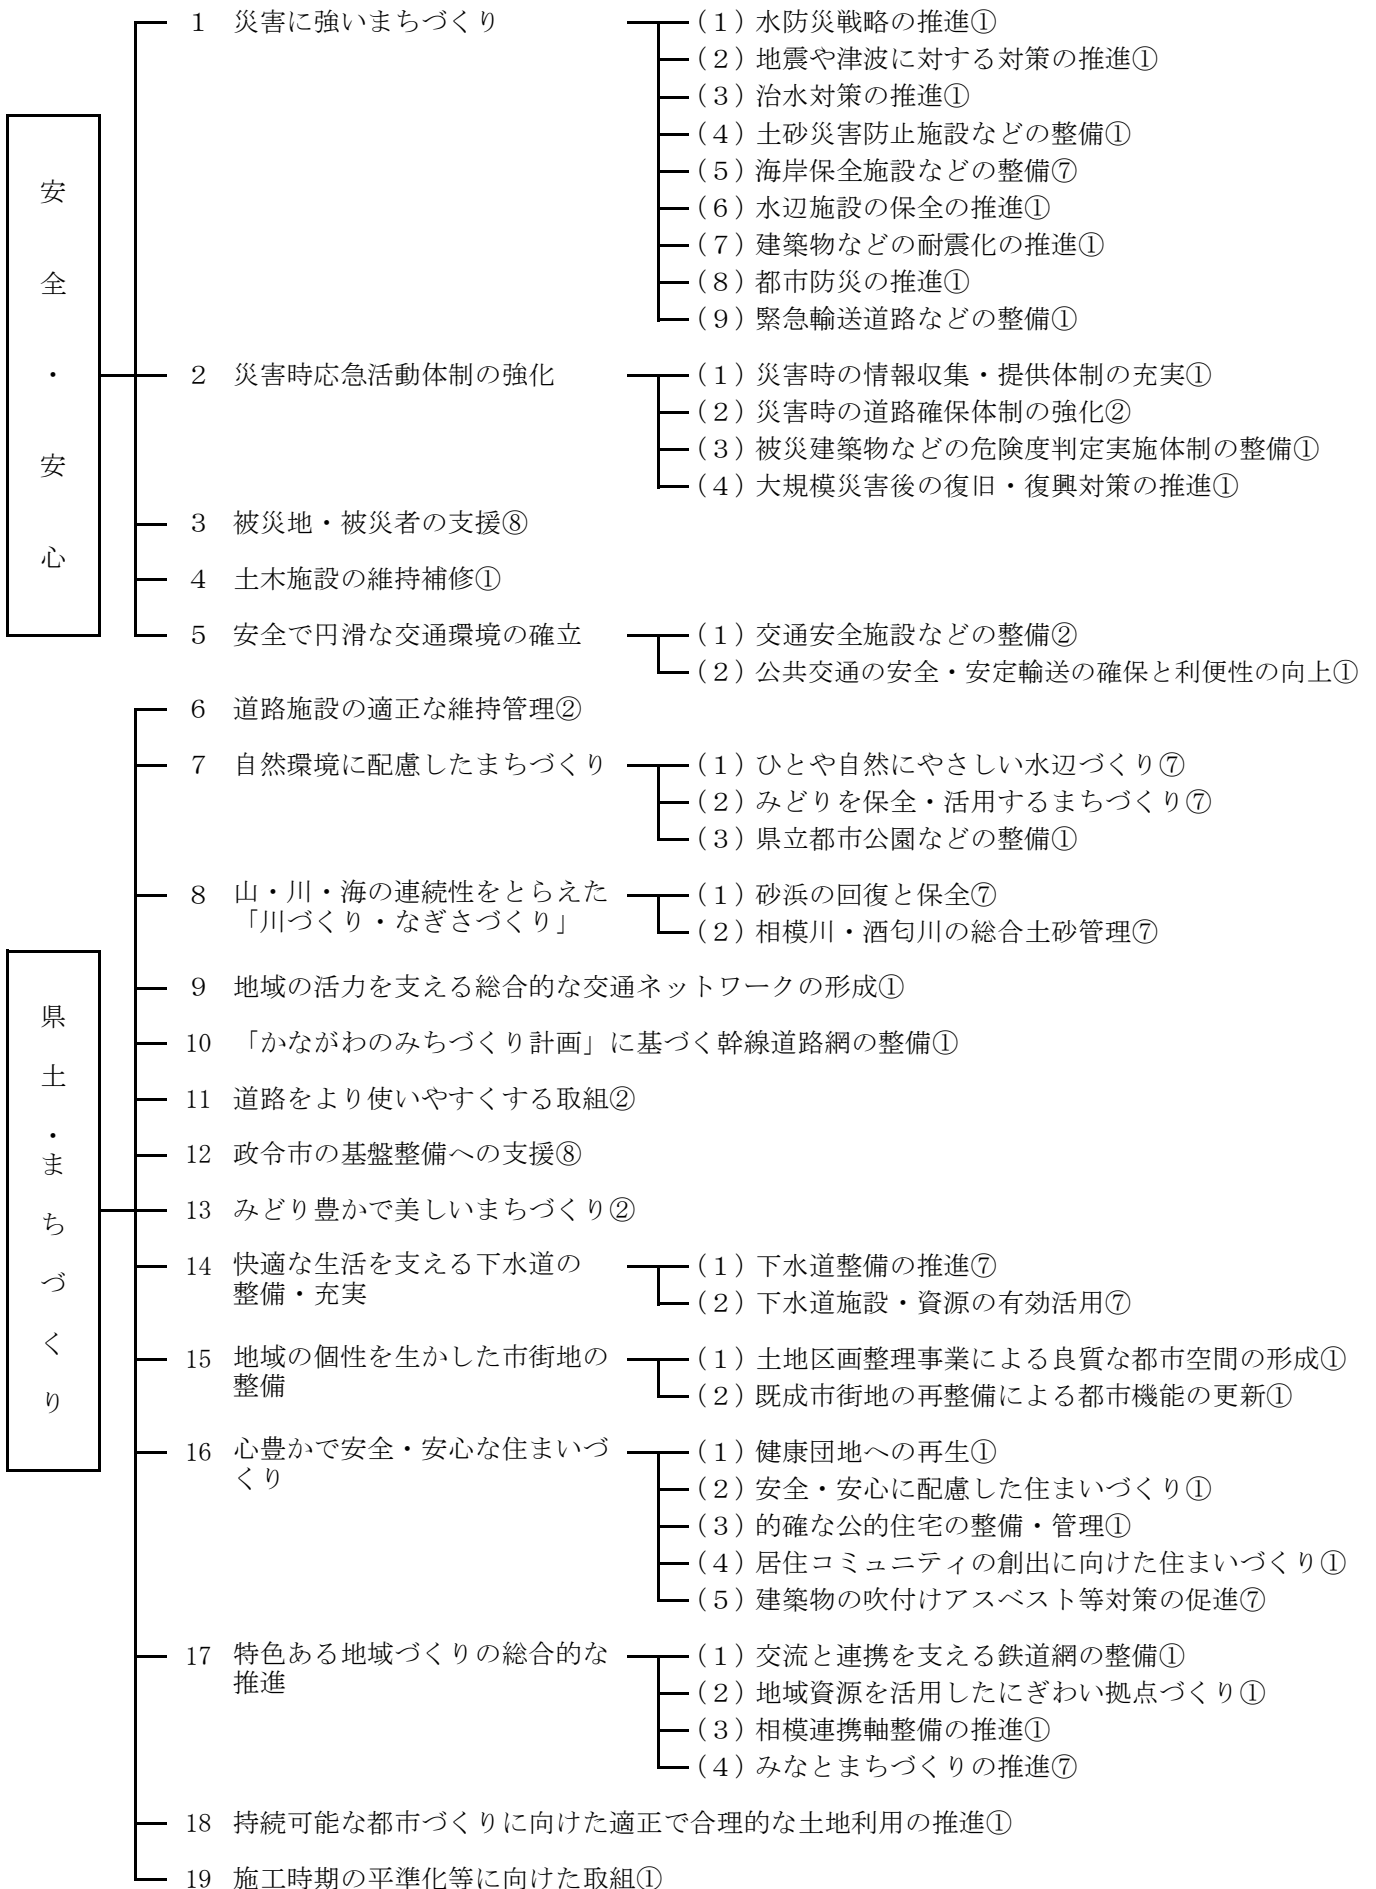 安全・安心
1 災害に強いまちづくり
(1)水防災戦略の推進①
(2)地震や津波に対する対策の推進①
(3)治水対策の推進①
(4)土砂災害防止施設などの整備①
(5)海岸保全施設などの整備⑦
(6)水辺施設の保全の推進①
(7)建築物などの耐震化の推進①
(8)都市防災の推進①
(9)緊急輸送道路などの整備①
2 災害時応急活動体制の強化
(1)災害時の情報収集・提供体制の充実①
(2)災害時の道路確保体制の強化②
(3)被災建築物などの危険度判定実施体制の整備①
(4)大規模災害後の復旧・復興対策の推進①
3 被災地・被災者の支援⑧
4 土木施設の維持補修①
5 安全で円滑な交通環境の確立
(1)交通安全施設などの整備②
(2)公共交通の安全・安定輸送の確保と利便性の向上①
県土・まちづくり
6 道路施設の適正な維持管理②
7 自然環境に配慮したまちづくり
(1)ひとや自然にやさしい水辺づくり⑦
(2)みどりを保全・活用するまちづくり⑦
(3)県立都市公園などの整備①
8 山・川・海の連続性をとらえた
「川づくり・なぎさづくり」
(1)砂浜の回復と保全⑦
(2)相模川・酒匂川の総合土砂管理⑦
9 地域の活力を支える総合的な交通ネットワークの形成①
10 「かながわのみちづくり計画」に基づく幹線道路網の整備①
11 道路をより使いやすくする取組②
12 政令市の基盤整備への支援⑧
13 みどり豊かで美しいまちづくり②
14 快適な生活を支える下水道の
整備・充実
(1)下水道整備の推進⑦
(2)下水道施設・資源の有効活用⑦
15 地域の個性を生かした市街地の
整備
(1)土地区画整理事業による良質な都市空間の形成①
(2)既成市街地の再整備による都市機能の更新①
16 心豊かで安全・安心な住まいづ
くり
(1)健康団地への再生①
(2)安全・安心に配慮した住まいづくり①
(3)的確な公的住宅の整備・管理①
(4)居住コミュニティの創出に向けた住まいづくり①
(5)建築物の吹付けアスベスト等対策の促進⑦
17 特色ある地域づくりの総合的な
推進
(1)交流と連携を支える鉄道網の整備①
(2)地域資源を活用したにぎわい拠点づくり①
(3)相模連携軸整備の推進①
(4)みなとまちづくりの推進⑦
18 持続可能な都市づくりに向けた適正で合理的な土地利用の推進①
19 施工時期の平準化等に向けた取組①